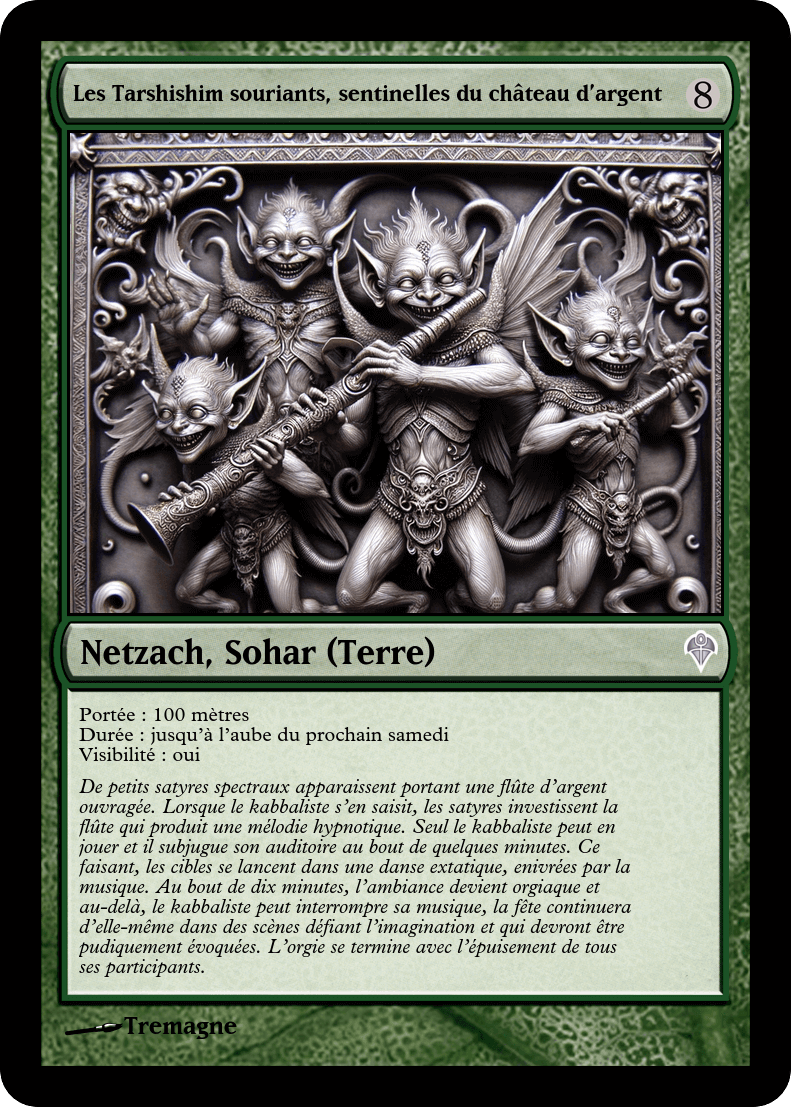 Les Tarshishim souriants, sentinelles du château d'argent
8
Netzach, Sohar (Terre)
Portée : 100 mètres
Durée : jusqu'à l'aube du prochain samedi
Visibilité : oui
De petits satyres spectraux apparaissent portant une flûte d'argent
ouvragée. Lorsque le kabbaliste s'en saisit, les satyres investissent la
flûte qui produit une mélodie hypnotique. Seul le kabbaliste peut en
jouer et il subjugue son auditoire au bout de quelques minutes. Ce
faisant, les cibles se lancent dans une danse extatique, enivrées par la
musique. Au bout de dix minutes, l'ambiance devient orgiaque et
au-delà, le kabbaliste peut interrompre sa musique, la fête continuera
d'elle-même dans des scènes défiant l'imagination et qui devront être
pudiquement évoquées. L'orgie se termine avec l'épuisement de tous
ses participants.
Tremagne